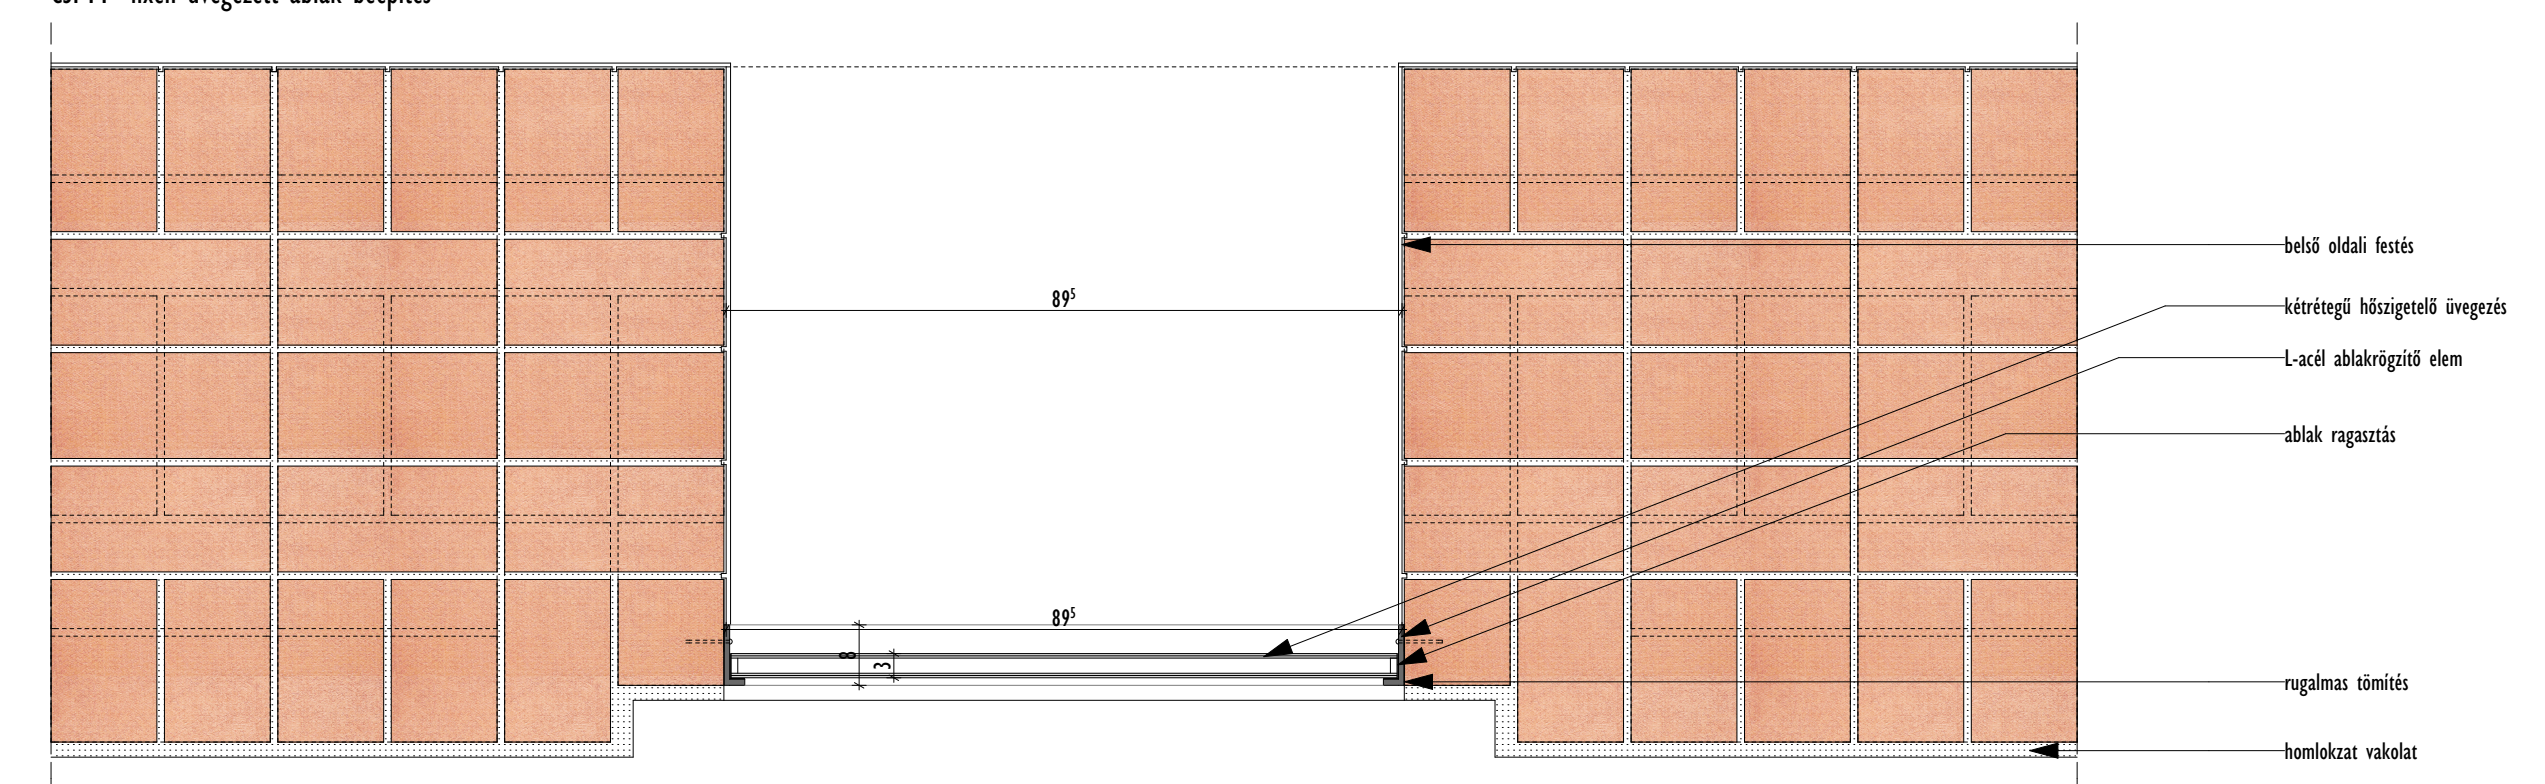 fixen üvegezett ablak beépítés
belső oldali festés
89⁵
kétrétegű hőszigetelő üvegezés
L-acél ablakrögzítő elem
ablak ragasztás
89⁵
8
3
rugalmas tömítés
homlokzat vakolat